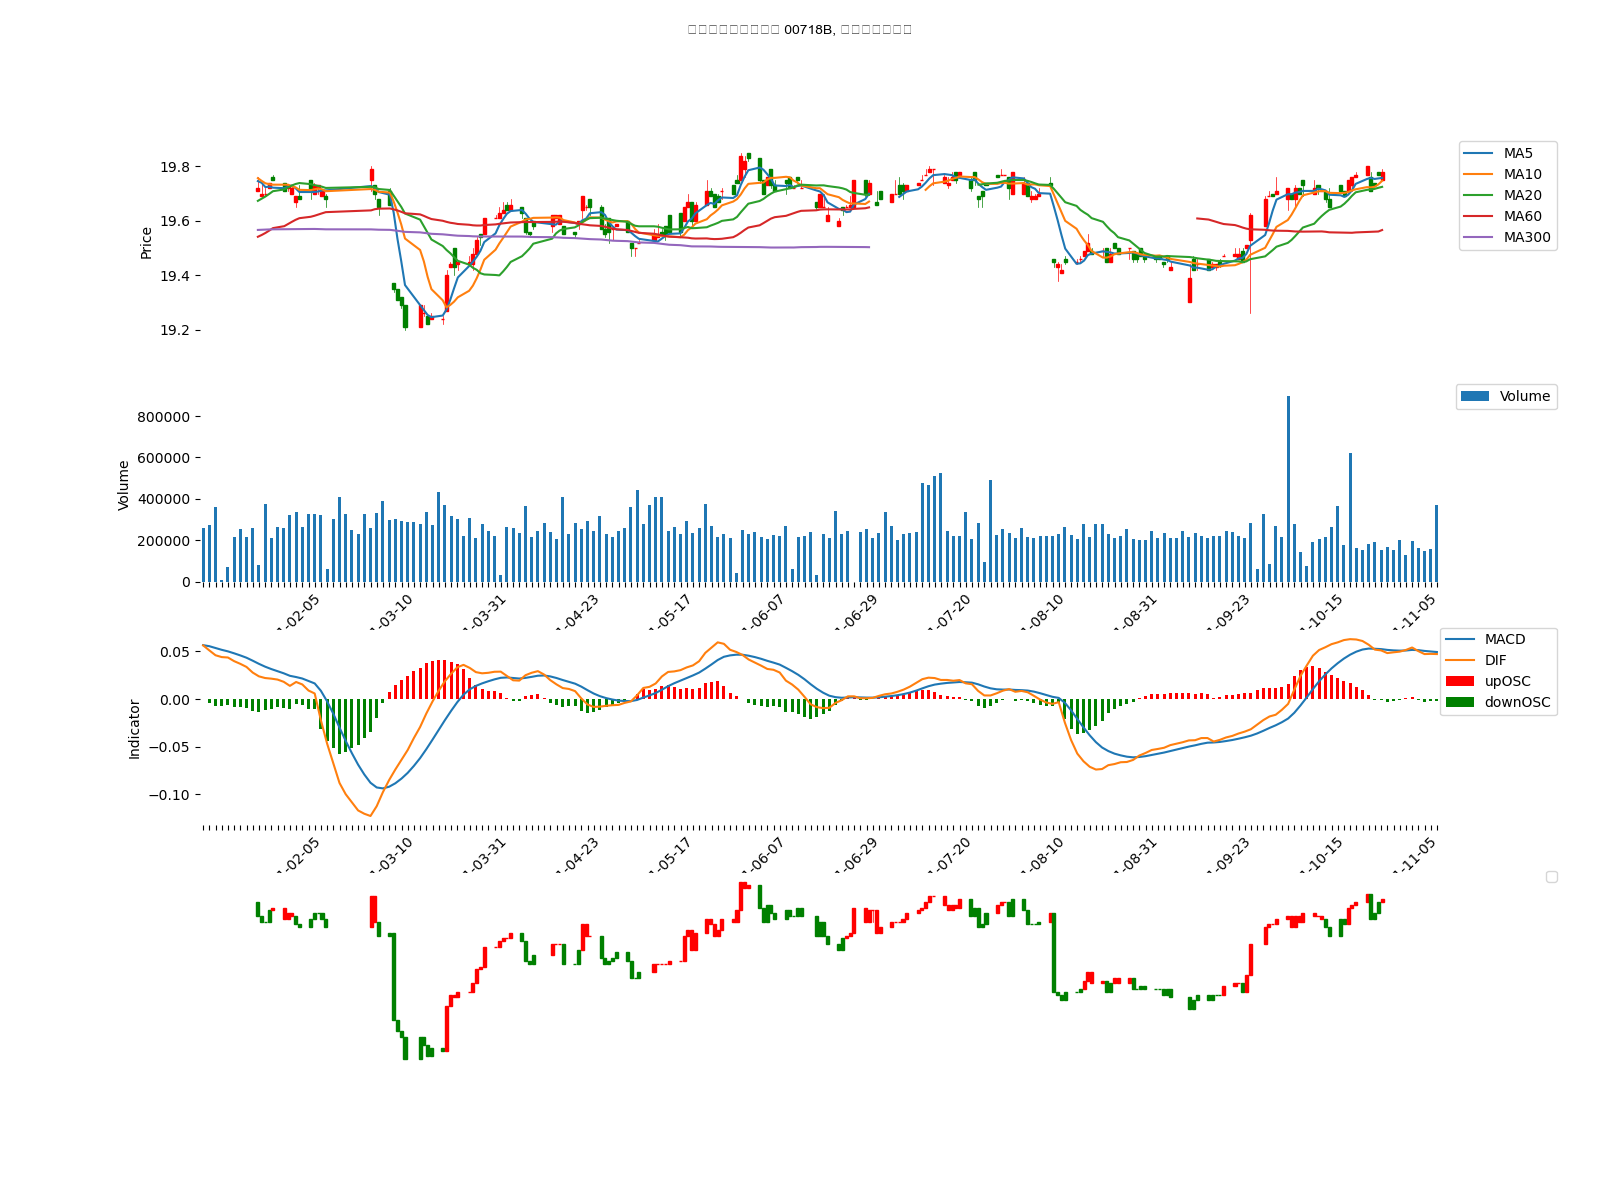 00718B,
19.8
19.6
19.4
19.2
Price
MA5
MA10
MA20
MA60
MA300
800000
600000
400000
200000
0
Volume
Volume
-02-05
-03-10
-03-31
-04-23
-05-17
-06-07
-06-29
-07-20
-08-10
-08-31
-09-23
-10-15
-11-05
0.05
0.00
−0.05
−0.10
Indicator
MACD
DIF
upOSC
downOSC
-02-05
-03-10
-03-31
-04-23
-05-17
-06-07
-06-29
-07-20
-08-10
-08-31
-09-23
-10-15
-11-05